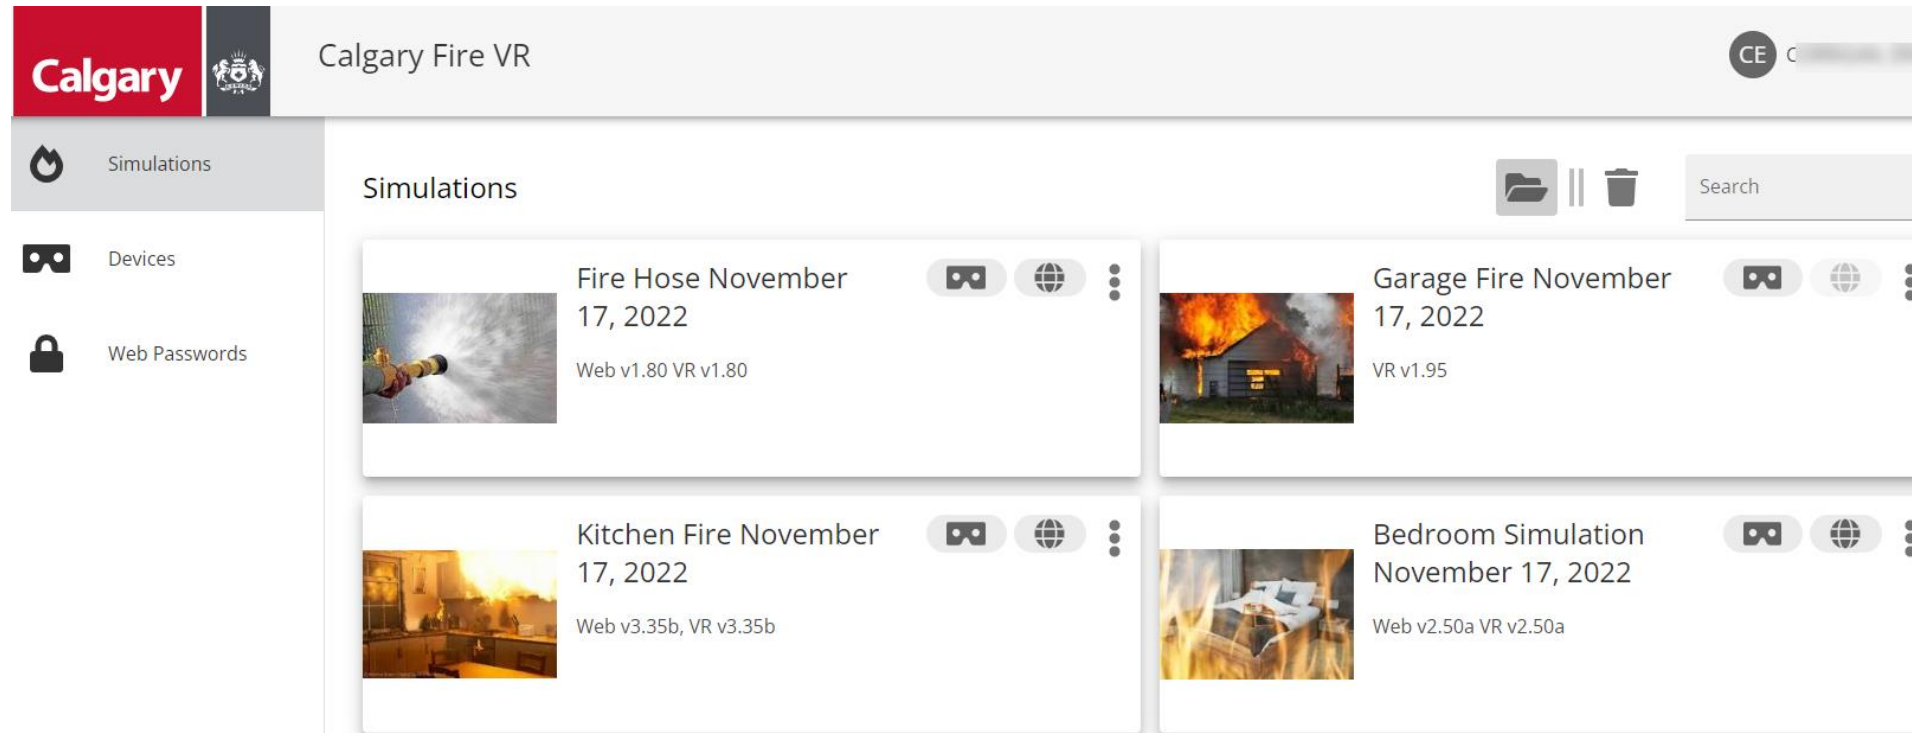 Calgary
Calgary Fire VR
CE
Simulations
Devices
Web Passwords
Simulations
Search
Fire Hose November
17, 2022
Web v1.80 VR v1.80
Garage Fire November
17, 2022
VR v1.95
Kitchen Fire November
17, 2022
Web v3.35b, VR v3.35b
Bedroom Simulation
November 17, 2022
Web v2.50a VR v2.50a